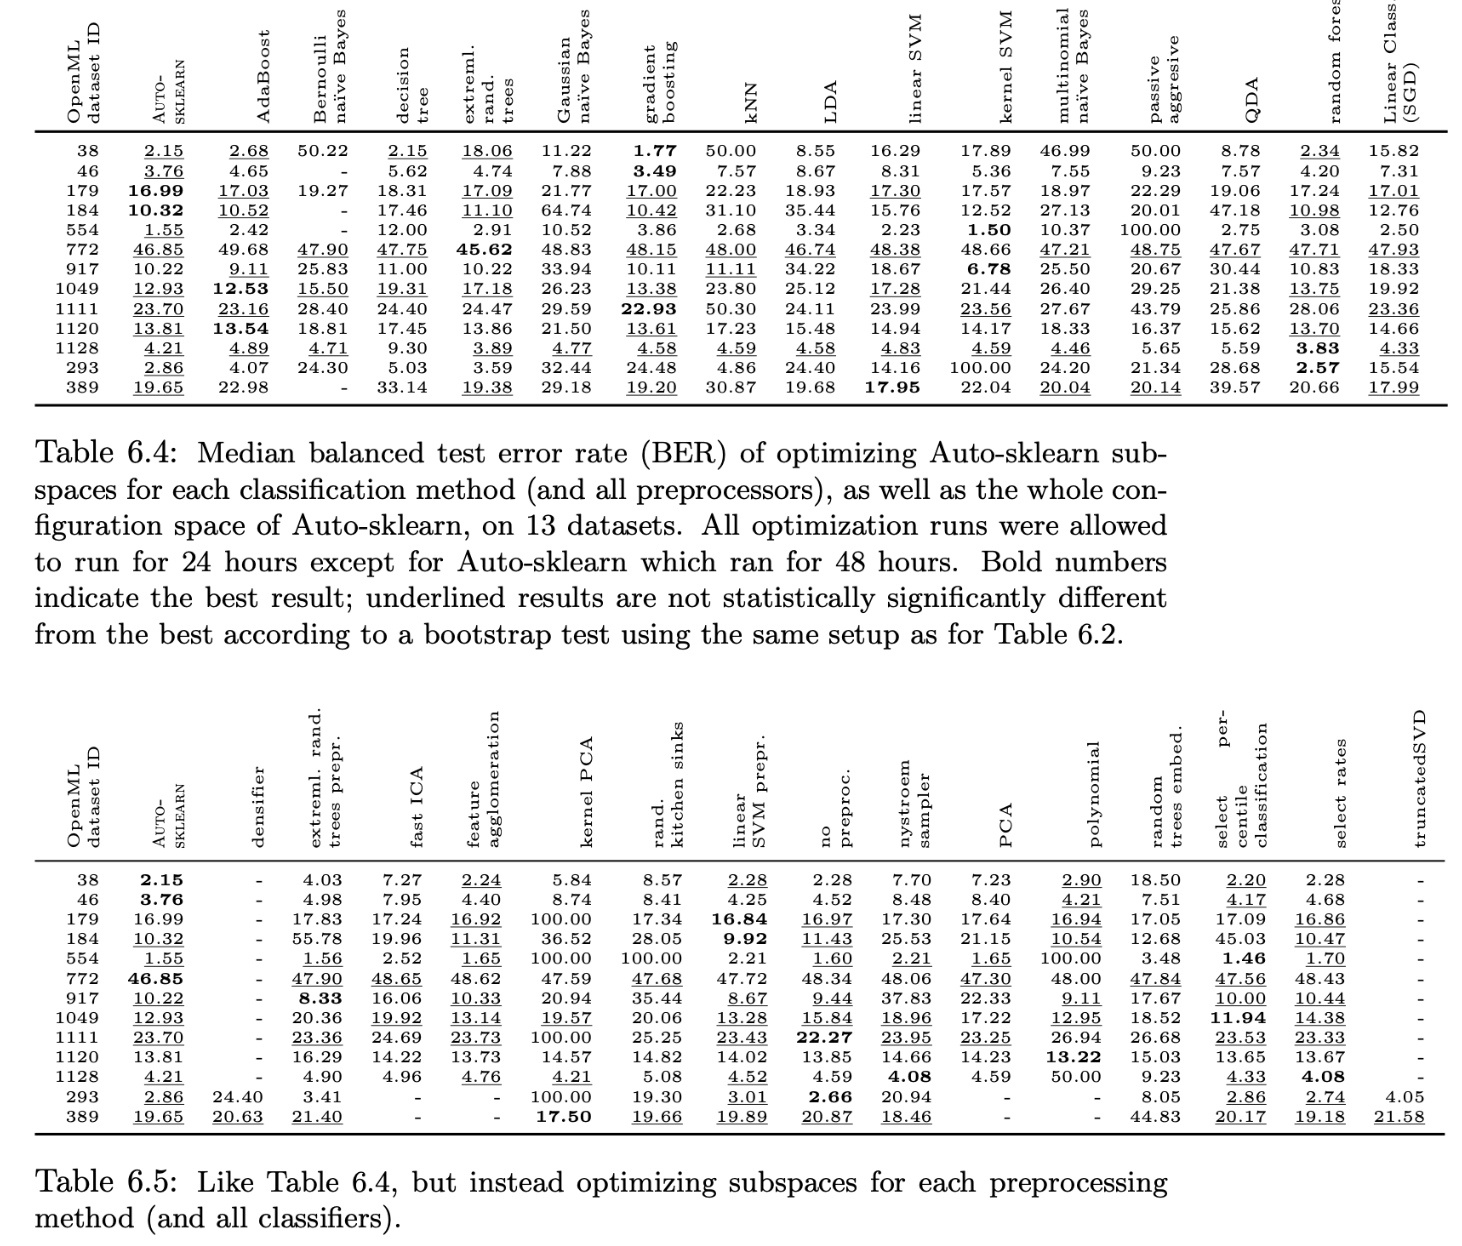 OpenML dataset ID AUTO-SKLEARN AdaBoost Bernoulli naïve Bayes decision tree extreml. rand. trees Gaussian naïve Bayes gradient boosting kNN LDA linear SVM kernel SVM multinomial naïve Bayes passive aggresive QDA random fores Linear Class. (SGD)
38 2.15 2.68 50.22 2.15 18.06 11.22 1.77 50.00 8.55 16.29 17.89 46.99 50.00 8.78 2.34 15.82
46 3.76 4.65 - 5.62 4.74 7.88 3.49 7.57 8.67 8.31 5.36 7.55 9.23 7.57 4.20 7.31
179 16.99 17.03 19.27 18.31 17.09 21.77 17.00 22.23 18.93 17.30 17.57 18.97 22.29 19.06 17.24 17.01
184 10.32 10.52 - 17.46 11.10 64.74 10.42 31.10 35.44 15.76 12.52 27.13 20.01 47.18 10.98 12.76
554 1.55 2.42 - 12.00 2.91 10.52 3.86 2.68 3.34 2.23 1.50 10.37 100.00 2.75 3.08 2.50
772 46.85 49.68 47.90 47.75 45.62 48.83 48.15 48.00 46.74 48.38 48.66 47.21 48.75 47.67 47.71 47.93
917 10.22 9.11 25.83 11.00 10.22 33.94 10.11 11.11 34.22 18.67 6.78 25.50 20.67 30.44 10.83 18.33
1049 12.93 12.53 15.50 19.31 17.18 26.23 13.38 23.80 25.12 17.28 21.44 26.40 29.25 21.38 13.75 19.92
1111 23.70 23.16 28.40 24.40 24.47 29.59 22.93 50.30 24.11 23.99 23.56 27.67 43.79 25.86 28.06 23.36
1120 13.81 13.54 18.81 17.45 13.86 21.50 13.61 17.23 15.48 14.94 14.17 18.33 16.37 15.62 13.70 14.66
1128 4.21 4.89 4.71 9.30 3.89 4.77 4.58 4.59 4.58 4.83 4.59 4.46 5.65 5.59 3.83 4.33
293 2.86 4.07 24.30 5.03 3.59 32.44 24.48 4.86 24.40 14.16 100.00 24.20 21.34 28.68 2.57 15.54
389 19.65 22.98 - 33.14 19.38 29.18 19.20 30.87 19.68 17.95 22.04 20.04 20.14 39.57 20.66 17.99
Table 6.4: Median balanced test error rate (BER) of optimizing Auto-sklearn sub-
spaces for each classification method (and all preprocessors), as well as the whole con-
figuration space of Auto-sklearn, on 13 datasets. All optimization runs were allowed
to run for 24 hours except for Auto-sklearn which ran for 48 hours. Bold numbers
indicate the best result; underlined results are not statistically significantly different
from the best according to a bootstrap test using the same setup as for Table 6.2.
OpenML dataset ID AUTO-SKLEARN densifier extreml. rand. trees prepr. fast ICA feature agglomeration kernel PCA rand. kitchen sinks linear SVM prepr. no preproc. nystroem sampler PCA polynomial random trees embed. select per-centile classification select rates truncatedSVD
38 2.15 - 4.03 7.27 2.24 5.84 8.57 2.28 2.28 7.70 7.23 2.90 18.50 2.20 2.28 -
46 3.76 - 4.98 7.95 4.40 8.74 8.41 4.25 4.52 8.48 8.40 4.21 7.51 4.17 4.68 -
179 16.99 - 17.83 17.24 16.92 100.00 17.34 16.84 16.97 17.30 17.64 16.94 17.05 17.09 16.86 -
184 10.32 - 55.78 19.96 11.31 36.52 28.05 9.92 11.43 25.53 21.15 10.54 12.68 45.03 10.47 -
554 1.55 - 1.56 2.52 1.65 100.00 100.00 2.21 1.60 2.21 1.65 100.00 3.48 1.46 1.70 -
772 46.85 - 47.90 48.65 48.62 47.59 47.68 47.72 48.34 48.06 47.30 48.00 47.84 47.56 48.43 -
917 10.22 - 8.33 16.06 10.33 20.94 35.44 8.67 9.44 37.83 22.33 9.11 17.67 10.00 10.44 -
1049 12.93 - 20.36 19.92 13.14 19.57 20.06 13.28 15.84 18.96 17.22 12.95 18.52 11.94 14.38 -
1111 23.70 - 23.36 24.69 23.73 100.00 25.25 23.43 22.27 23.95 23.25 26.94 26.68 23.53 23.33 -
1120 13.81 - 16.29 14.22 13.73 14.57 14.82 14.02 13.85 14.66 14.23 13.22 15.03 13.65 13.67 -
1128 4.21 - 4.90 4.96 4.76 4.21 5.08 4.52 4.59 4.08 4.59 50.00 9.23 4.33 4.08 -
293 2.86 24.40 3.41 - - 100.00 19.30 3.01 2.66 20.94 - - 8.05 2.86 2.74 4.05
389 19.65 20.63 21.40 - - 17.50 19.66 19.89 20.87 18.46 - - 44.83 20.17 19.18 21.58
Table 6.5: Like Table 6.4, but instead optimizing subspaces for each preprocessing
method (and all classifiers).